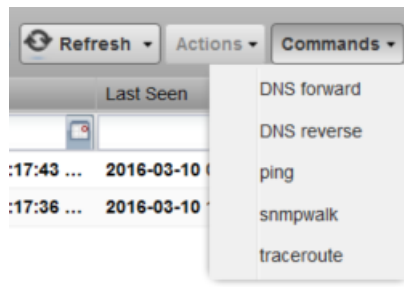 Refresh Actions Commands
Last Seen
DNS forward
DNS reverse
:17:43 ... 2016-03-10
ping
:17:36 ... 2016-03-10
snmpwalk
traceroute